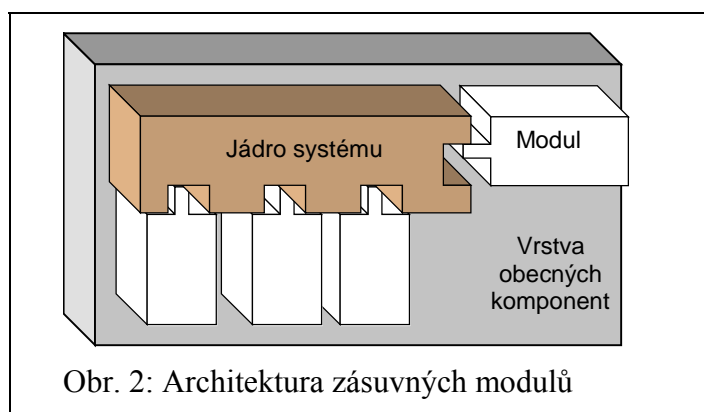 Jádro systému
Modul
Vrstva
obecných
komponent
Obr. 2: Architektura zásuvných modulů